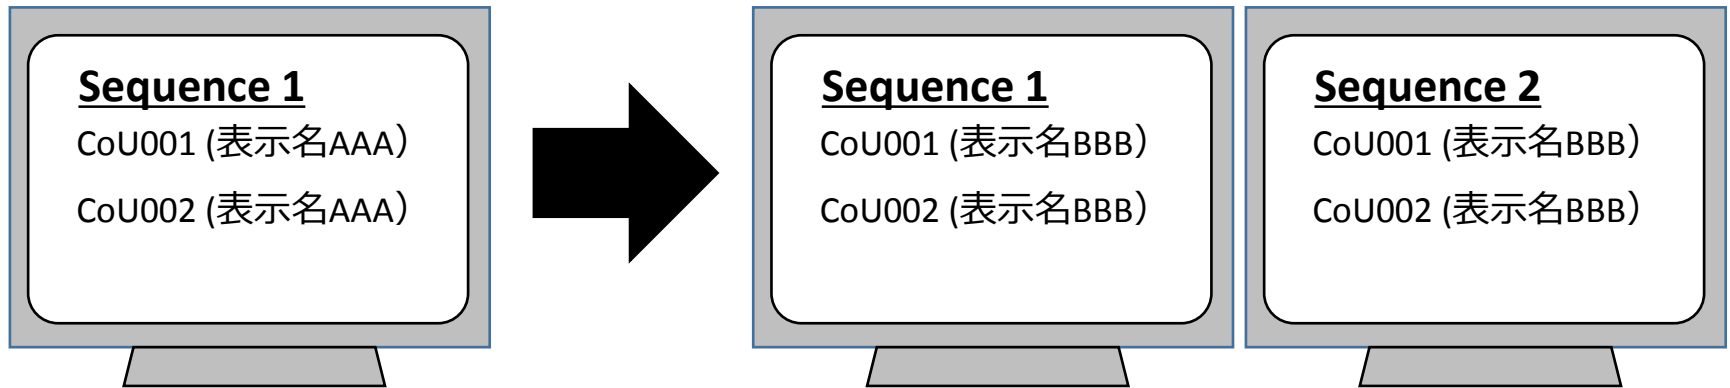 Sequence 1
CoU001 (表示名AAA）
CoU002 (表示名AAA）
Sequence 1
CoU001 (表示名BBB）
CoU002 (表示名BBB）
Sequence 2
CoU001 (表示名BBB）
CoU002 (表示名BBB）